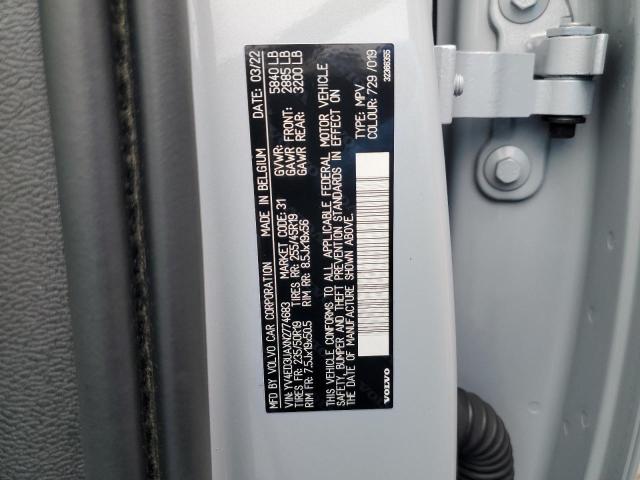 MFD BY VOLVO CAR CORPORATION MADE IN BELGIUM DATE: 03/22
VIN: YV4ED3UAXN2774683 MARKET CODE: 31 GVWR: 5840 LB
TIRES FR: 235/50R19 TIRES RR: 255/45R19 GAWR FRONT: 2885 LB
RIM FR: 7.5Jx19x50.5 RIM RR: 8.5Jx19x56 GAWR REAR: 3200 LB
THIS VEHICLE CONFORMS TO ALL APPLICABLE FEDERAL MOTOR VEHICLE
SAFETY, BUMPER AND THEFT PREVENTION STANDARDS IN EFFECT ON
THE DATE OF MANUFACTURE SHOWN ABOVE.
TYPE: MPV
COLOUR: 729 /019
VOLVO
32266355